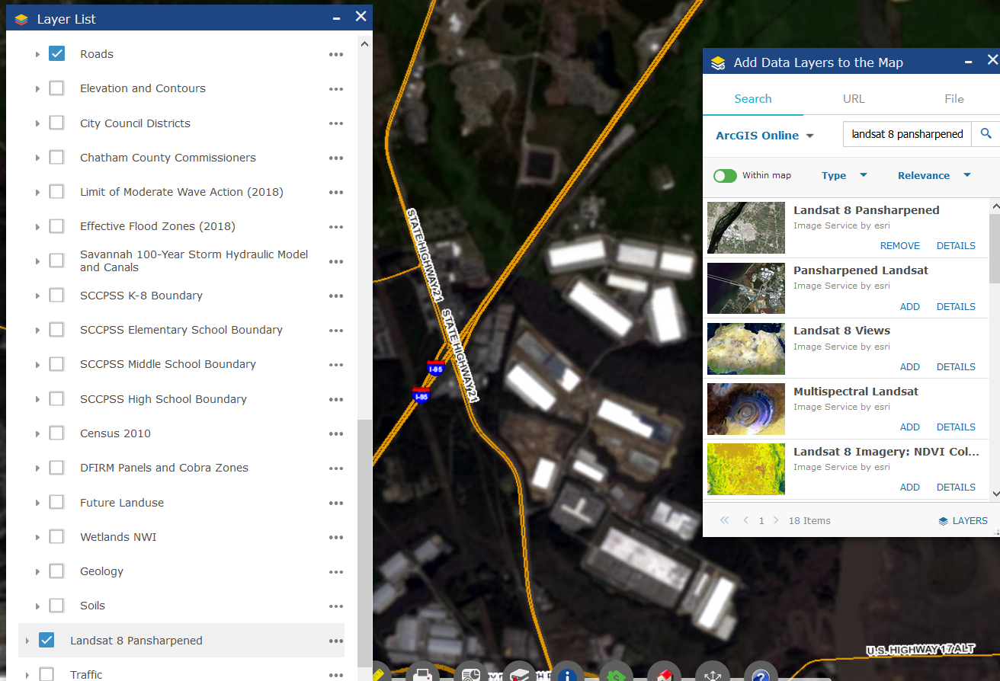 Layer List
Roads
Elevation and Contours
City Council Districts
Chatham County Commissioners
Limit of Moderate Wave Action (2018)
Effective Flood Zones (2018)
Savannah 100-Year Storm Hydraulic Model
and Canals
SCCPSS K-8 Boundary
SCCPSS Elementary School Boundary
SCCPSS Middle School Boundary
SCCPSS High School Boundary
Census 2010
DFIRM Panels and Cobra Zones
Future Landuse
Wetlands NWI
Geology
Soils
Landsat 8 Pansharpened
Traffic
STATE HIGHWAY 21
STATE HIGHWAY 21
I-95
I-95
U.S. HIGHWAY 17 ALT
Add Data Layers to the Map
Search URL File
ArcGIS Online landsat 8 pansharpened
Within map Type Relevance
Landsat 8 Pansharpened
Image Service by esri
REMOVE DETAILS
Pansharpened Landsat
Image Service by esri
ADD DETAILS
Landsat 8 Views
Image Service by esri
ADD DETAILS
Multispectral Landsat
Image Service by esri
ADD DETAILS
Landsat 8 Imagery: NDVI Col...
Image Service by esri
ADD DETAILS
1 18 Items LAYERS